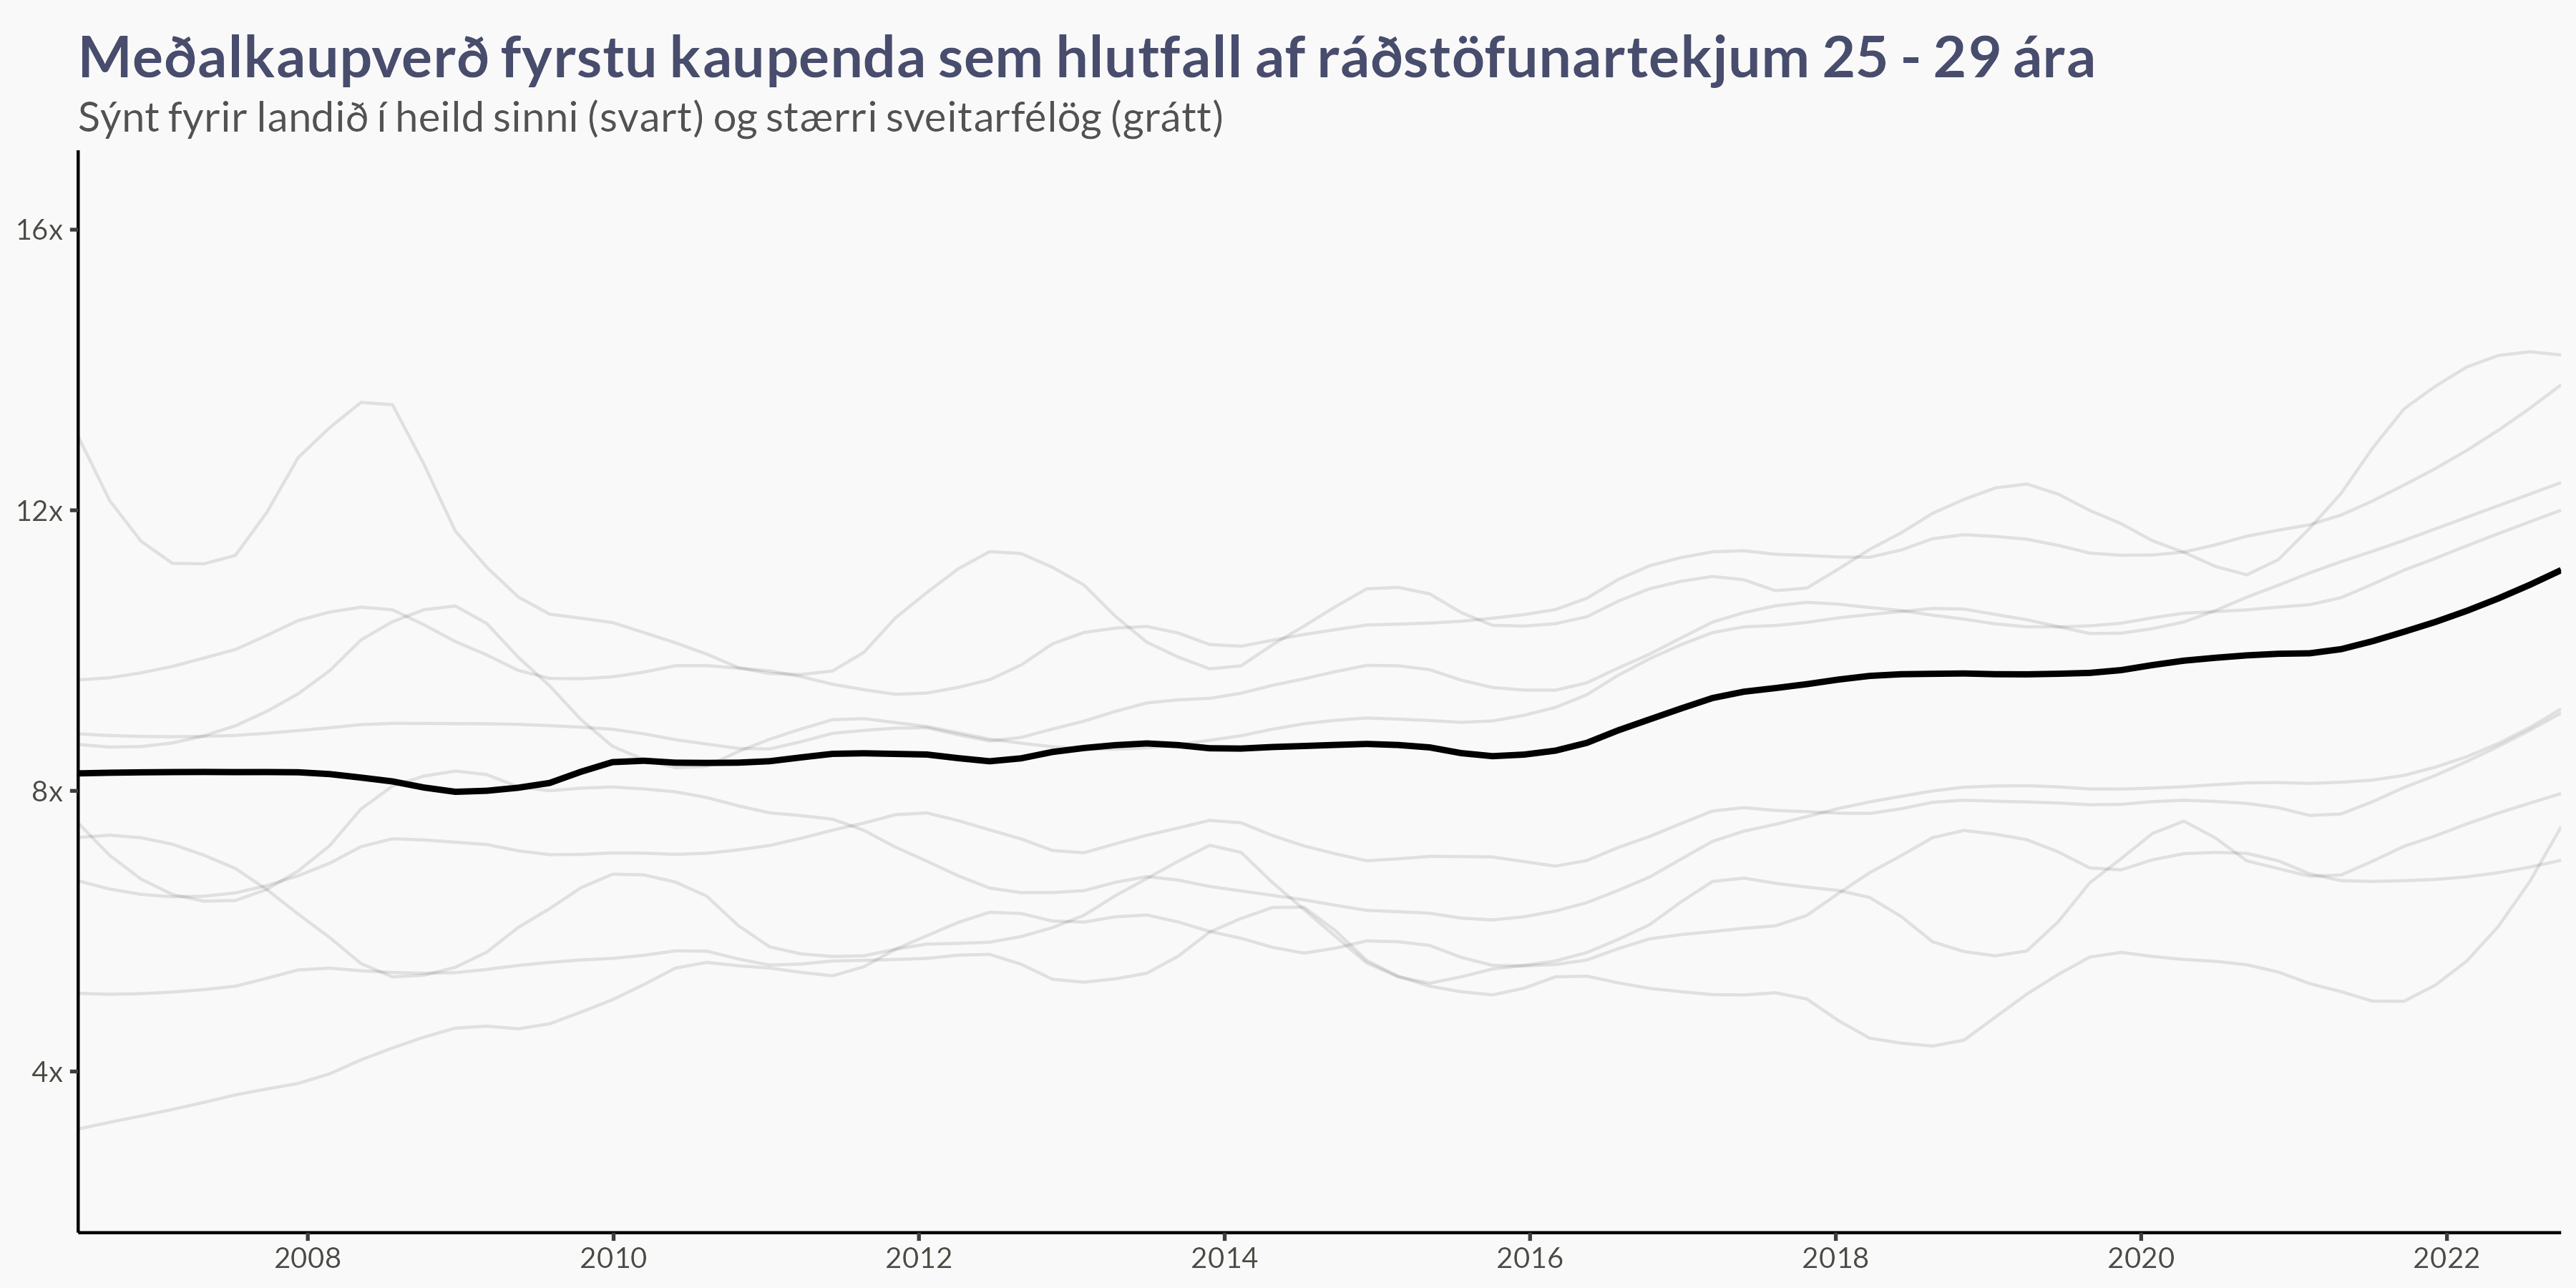 Meðalkaupverð fyrstu kaupenda sem hlutfall af ráðstöfunartekjum 25 - 29 ára
Sýnt fyrir landið í heild sinni (svart) og stærri sveitarfélög (grátt)
16x
12x
8x
4x
2008 2010 2012 2014 2016 2018 2020 2022